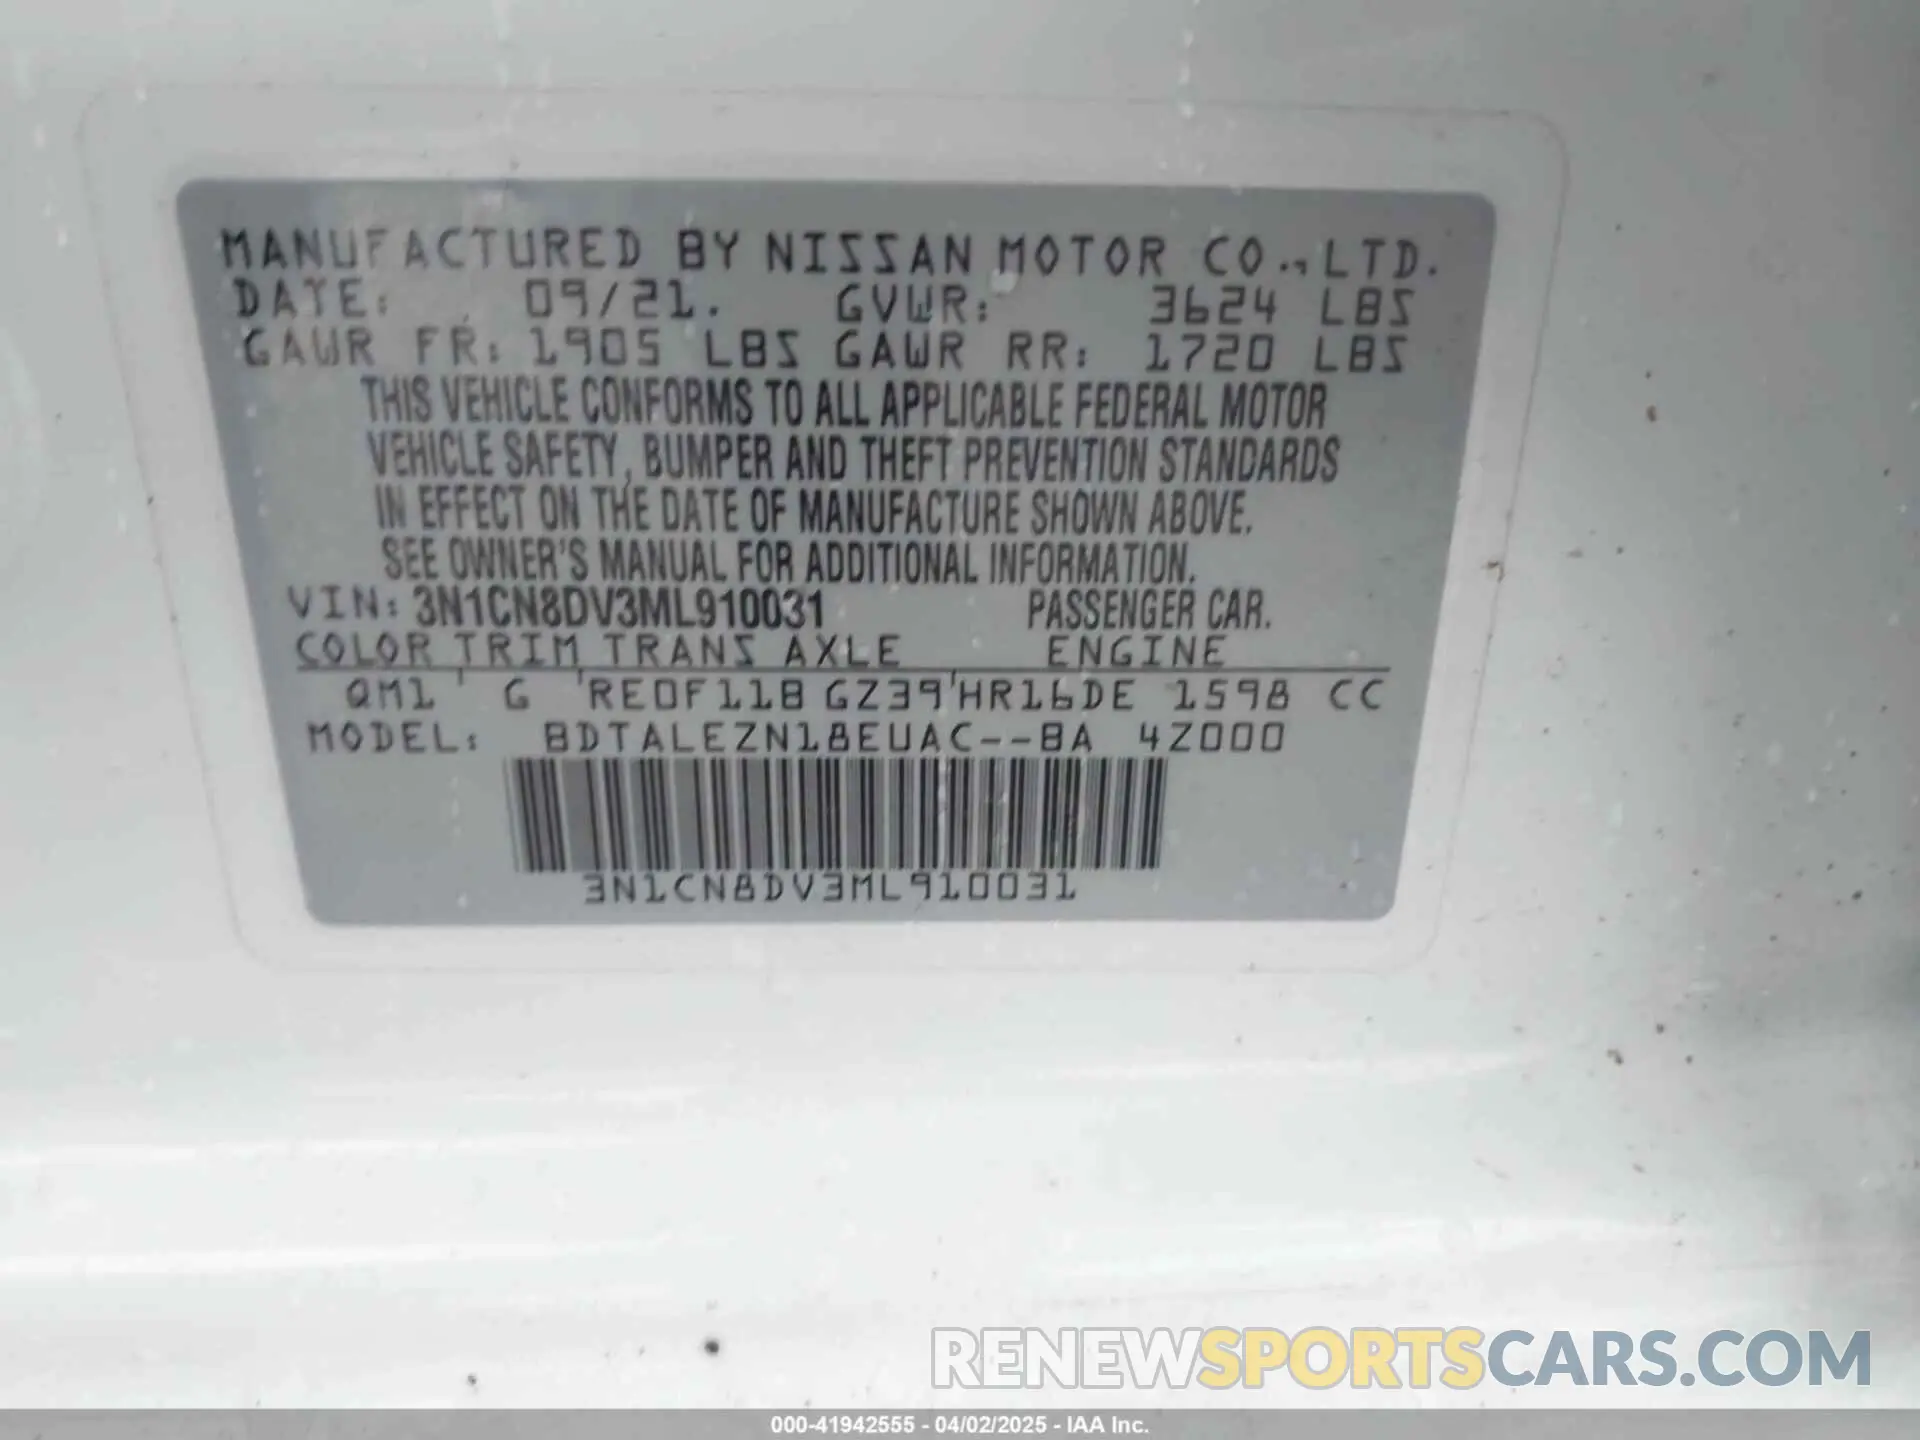 MANUFACTURED BY NISSAN MOTOR CO., LTD.
DATE: 09/21. GVWR: 3624 LBS
GAWR FR: 1905 LBS GAWR RR: 1720 LBS
THIS VEHICLE CONFORMS TO ALL APPLICABLE FEDERAL MOTOR
VEHICLE SAFETY, BUMPER AND THEFT PREVENTION STANDARDS
IN EFFECT ON THE DATE OF MANUFACTURE SHOWN ABOVE.
SEE OWNER'S MANUAL FOR ADDITIONAL INFORMATION.
VIN: 3N1CN8DV3ML910031 PASSENGER CAR.
COLOR TRIM TRANS AXLE ENGINE
QM1 G RE0F11B GZ39 HR16DE 1598 CC
MODEL: BDTALEZN18EUAC--BA 4Z000
3N1CN8DV3ML910031
RENEWSPORTSCARS.COM
000-41942555 - 04/02/2025 - IAA Inc.